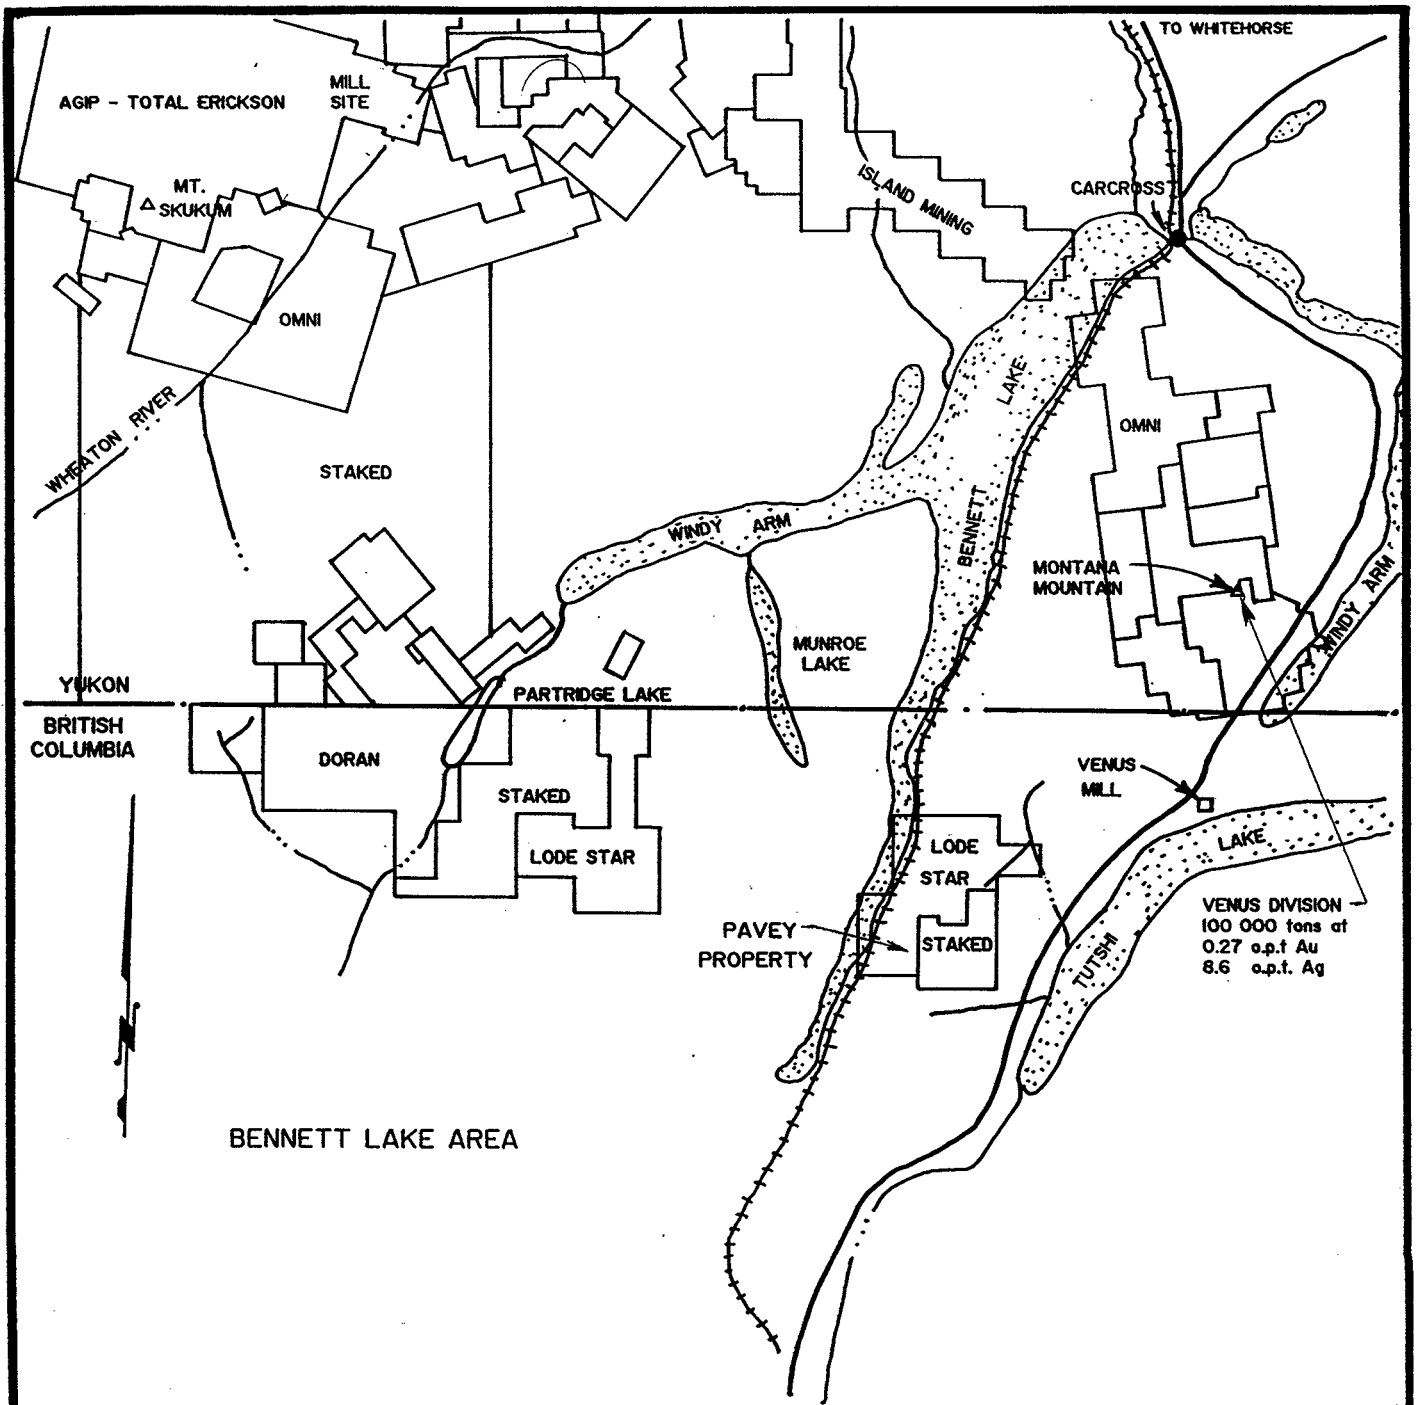 TO WHITEHORSE
AGIP - TOTAL ERICKSON
MILL
SITE
MT.
SKUKUM
ISLAND MINING
CARCROSS
OMNI
LAKE
OMNI
WHEATON RIVER
STAKED
BENNETT
WINDY ARM
MONTANA
MOUNTAIN
WINDY ARM
MUNROE
LAKE
YUKON
PARTRIDGE LAKE
BRITISH
COLUMBIA
DORAN
STAKED
VENUS
MILL
LODE STAR
LODE
STAR
LAKE
PAVEY
PROPERTY
STAKED
TUTSHI
VENUS DIVISION
100 000 tons at
0.27 o.p.t Au
8.6 o.p.t. Ag
N
BENNETT LAKE AREA